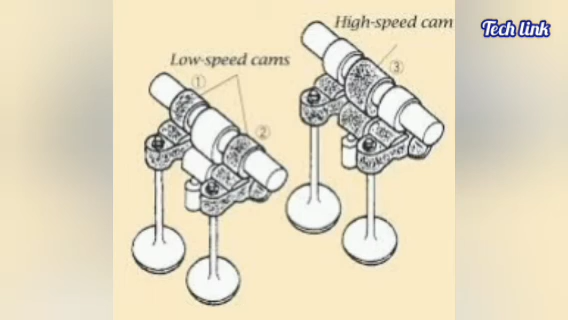 High-speed cam
Tech link
Low-speed cams
①
③
②